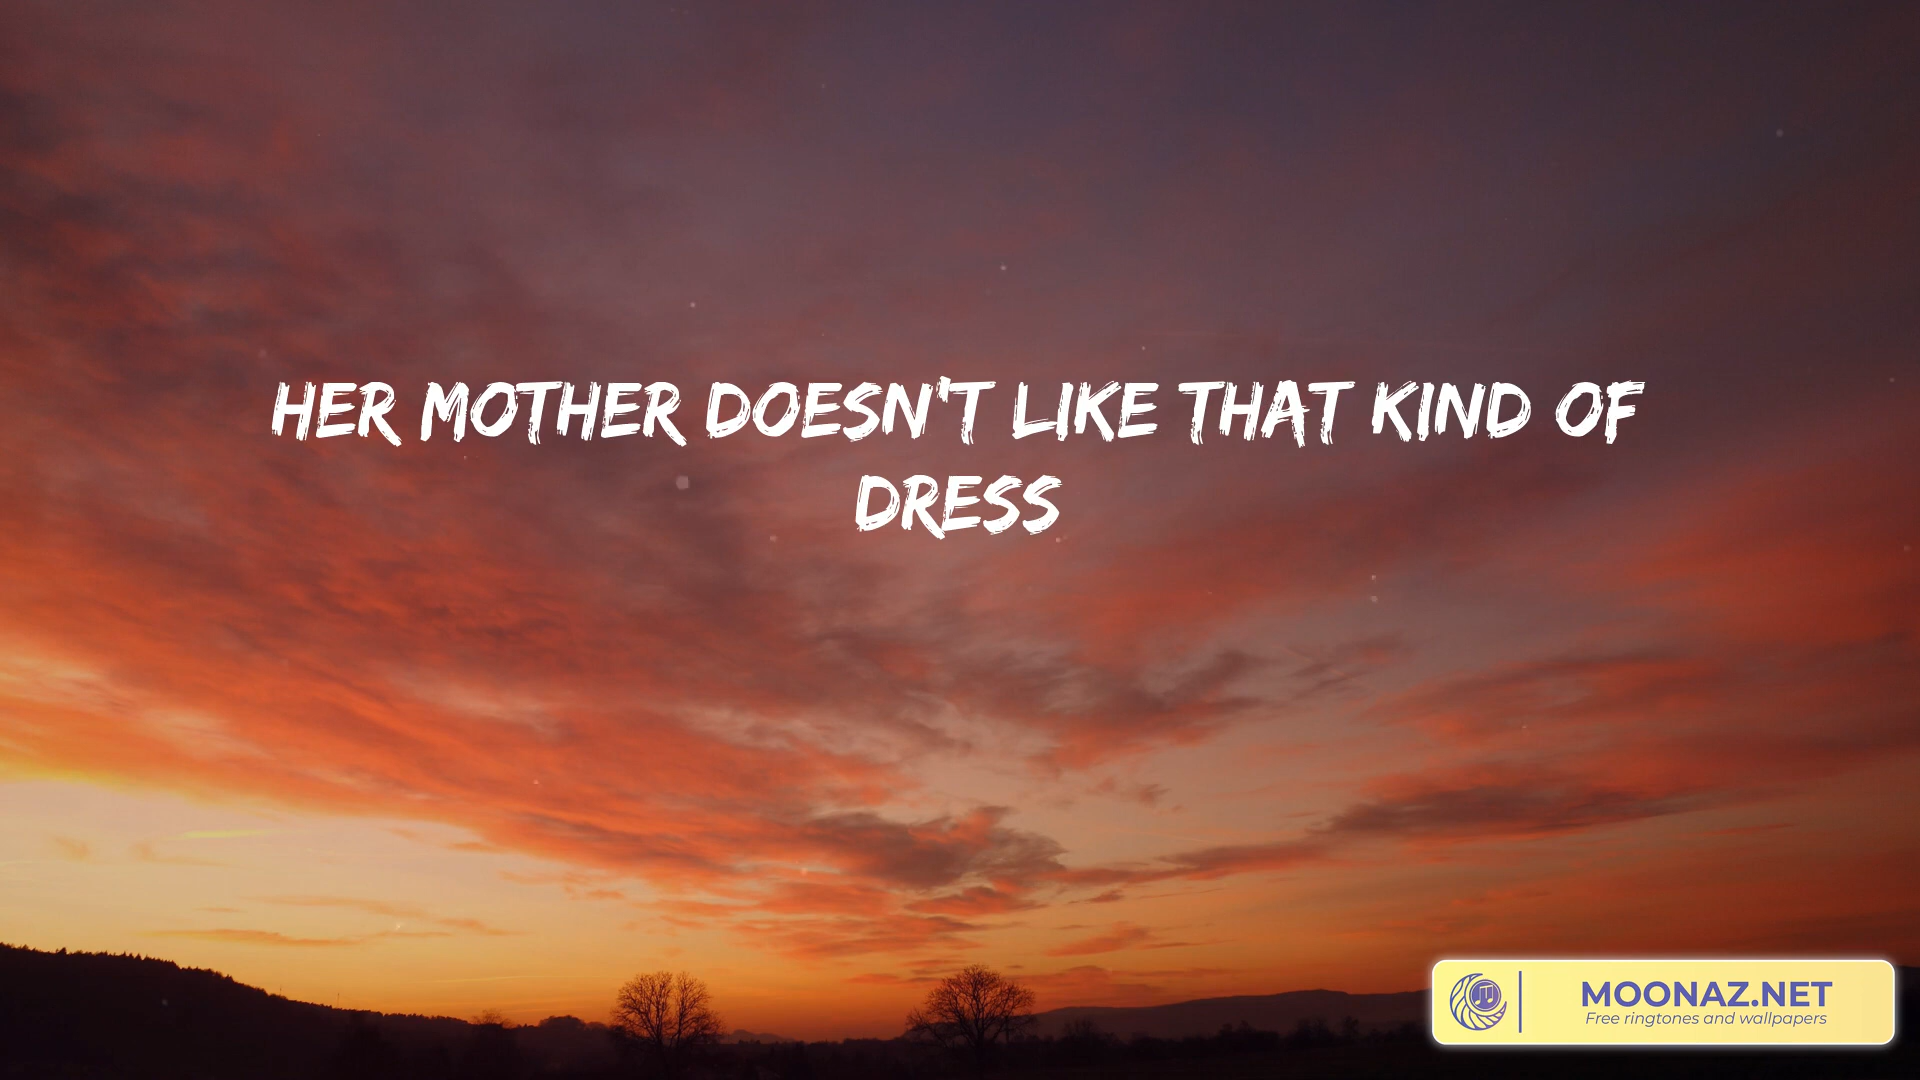 HER MOTHER DOESN'T LIKE THAT KIND OF
DRESS
MOONAZ.NET
Free ringtones and wallpapers